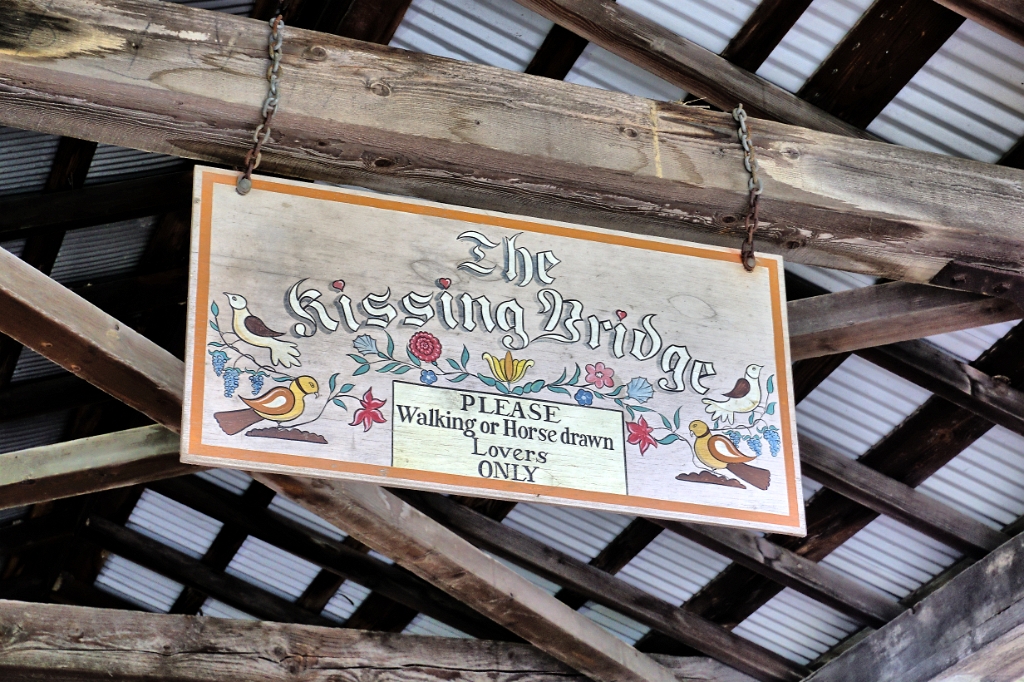 The
Kissing Bridge
PLEASE
Walking or Horse drawn
Lovers
ONLY